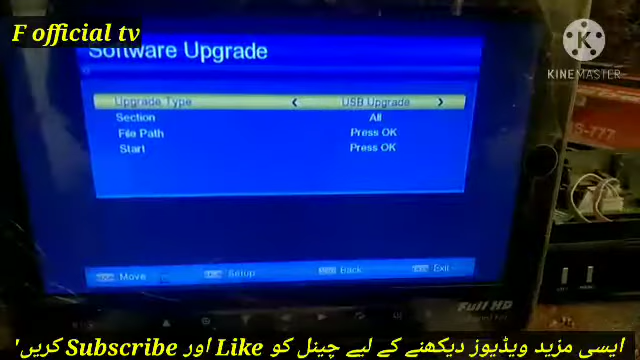 F official tv
Software Upgrade
KINEMASTER
Upgrade Type < USB Upgrade >
Section All
File Path Press OK
Start Press OK
Move Setup Back Exit
Full HD
ایسی مزید ویڈیوز دیکھنے کے لیے چینل کو Like اور Subscribe کریں'